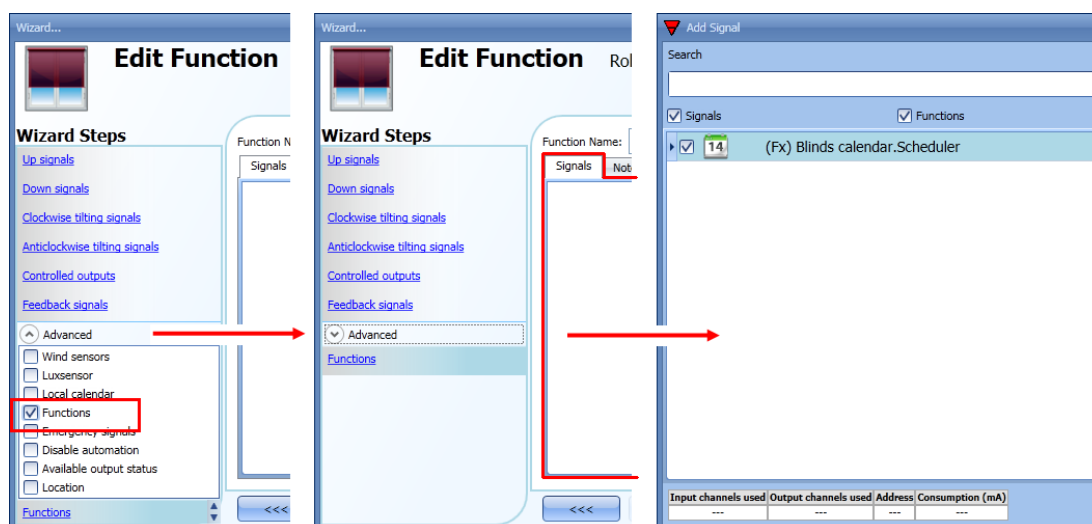 Wizard...
Edit Function
Wizard Steps
Up signals
Down signals
Clockwise tilting signals
Anticlockwise tilting signals
Controlled outputs
Feedback signals
Advanced
Wind sensors
Luxsensor
Local calendar
Functions
Emergency signals
Disable automation
Available output status
Location
Functions
Function N
Signals
<<<
Wizard...
Edit Function Rol
Wizard Steps
Up signals
Down signals
Clockwise tilting signals
Anticlockwise tilting signals
Controlled outputs
Feedback signals
Advanced
Functions
Function Name:
Signals Not
<<<
Add Signal
Search
Signals Functions
14 (Fx) Blinds calendar.Scheduler
Input channels used Output channels used Address Consumption (mA)
--- --- --- ---